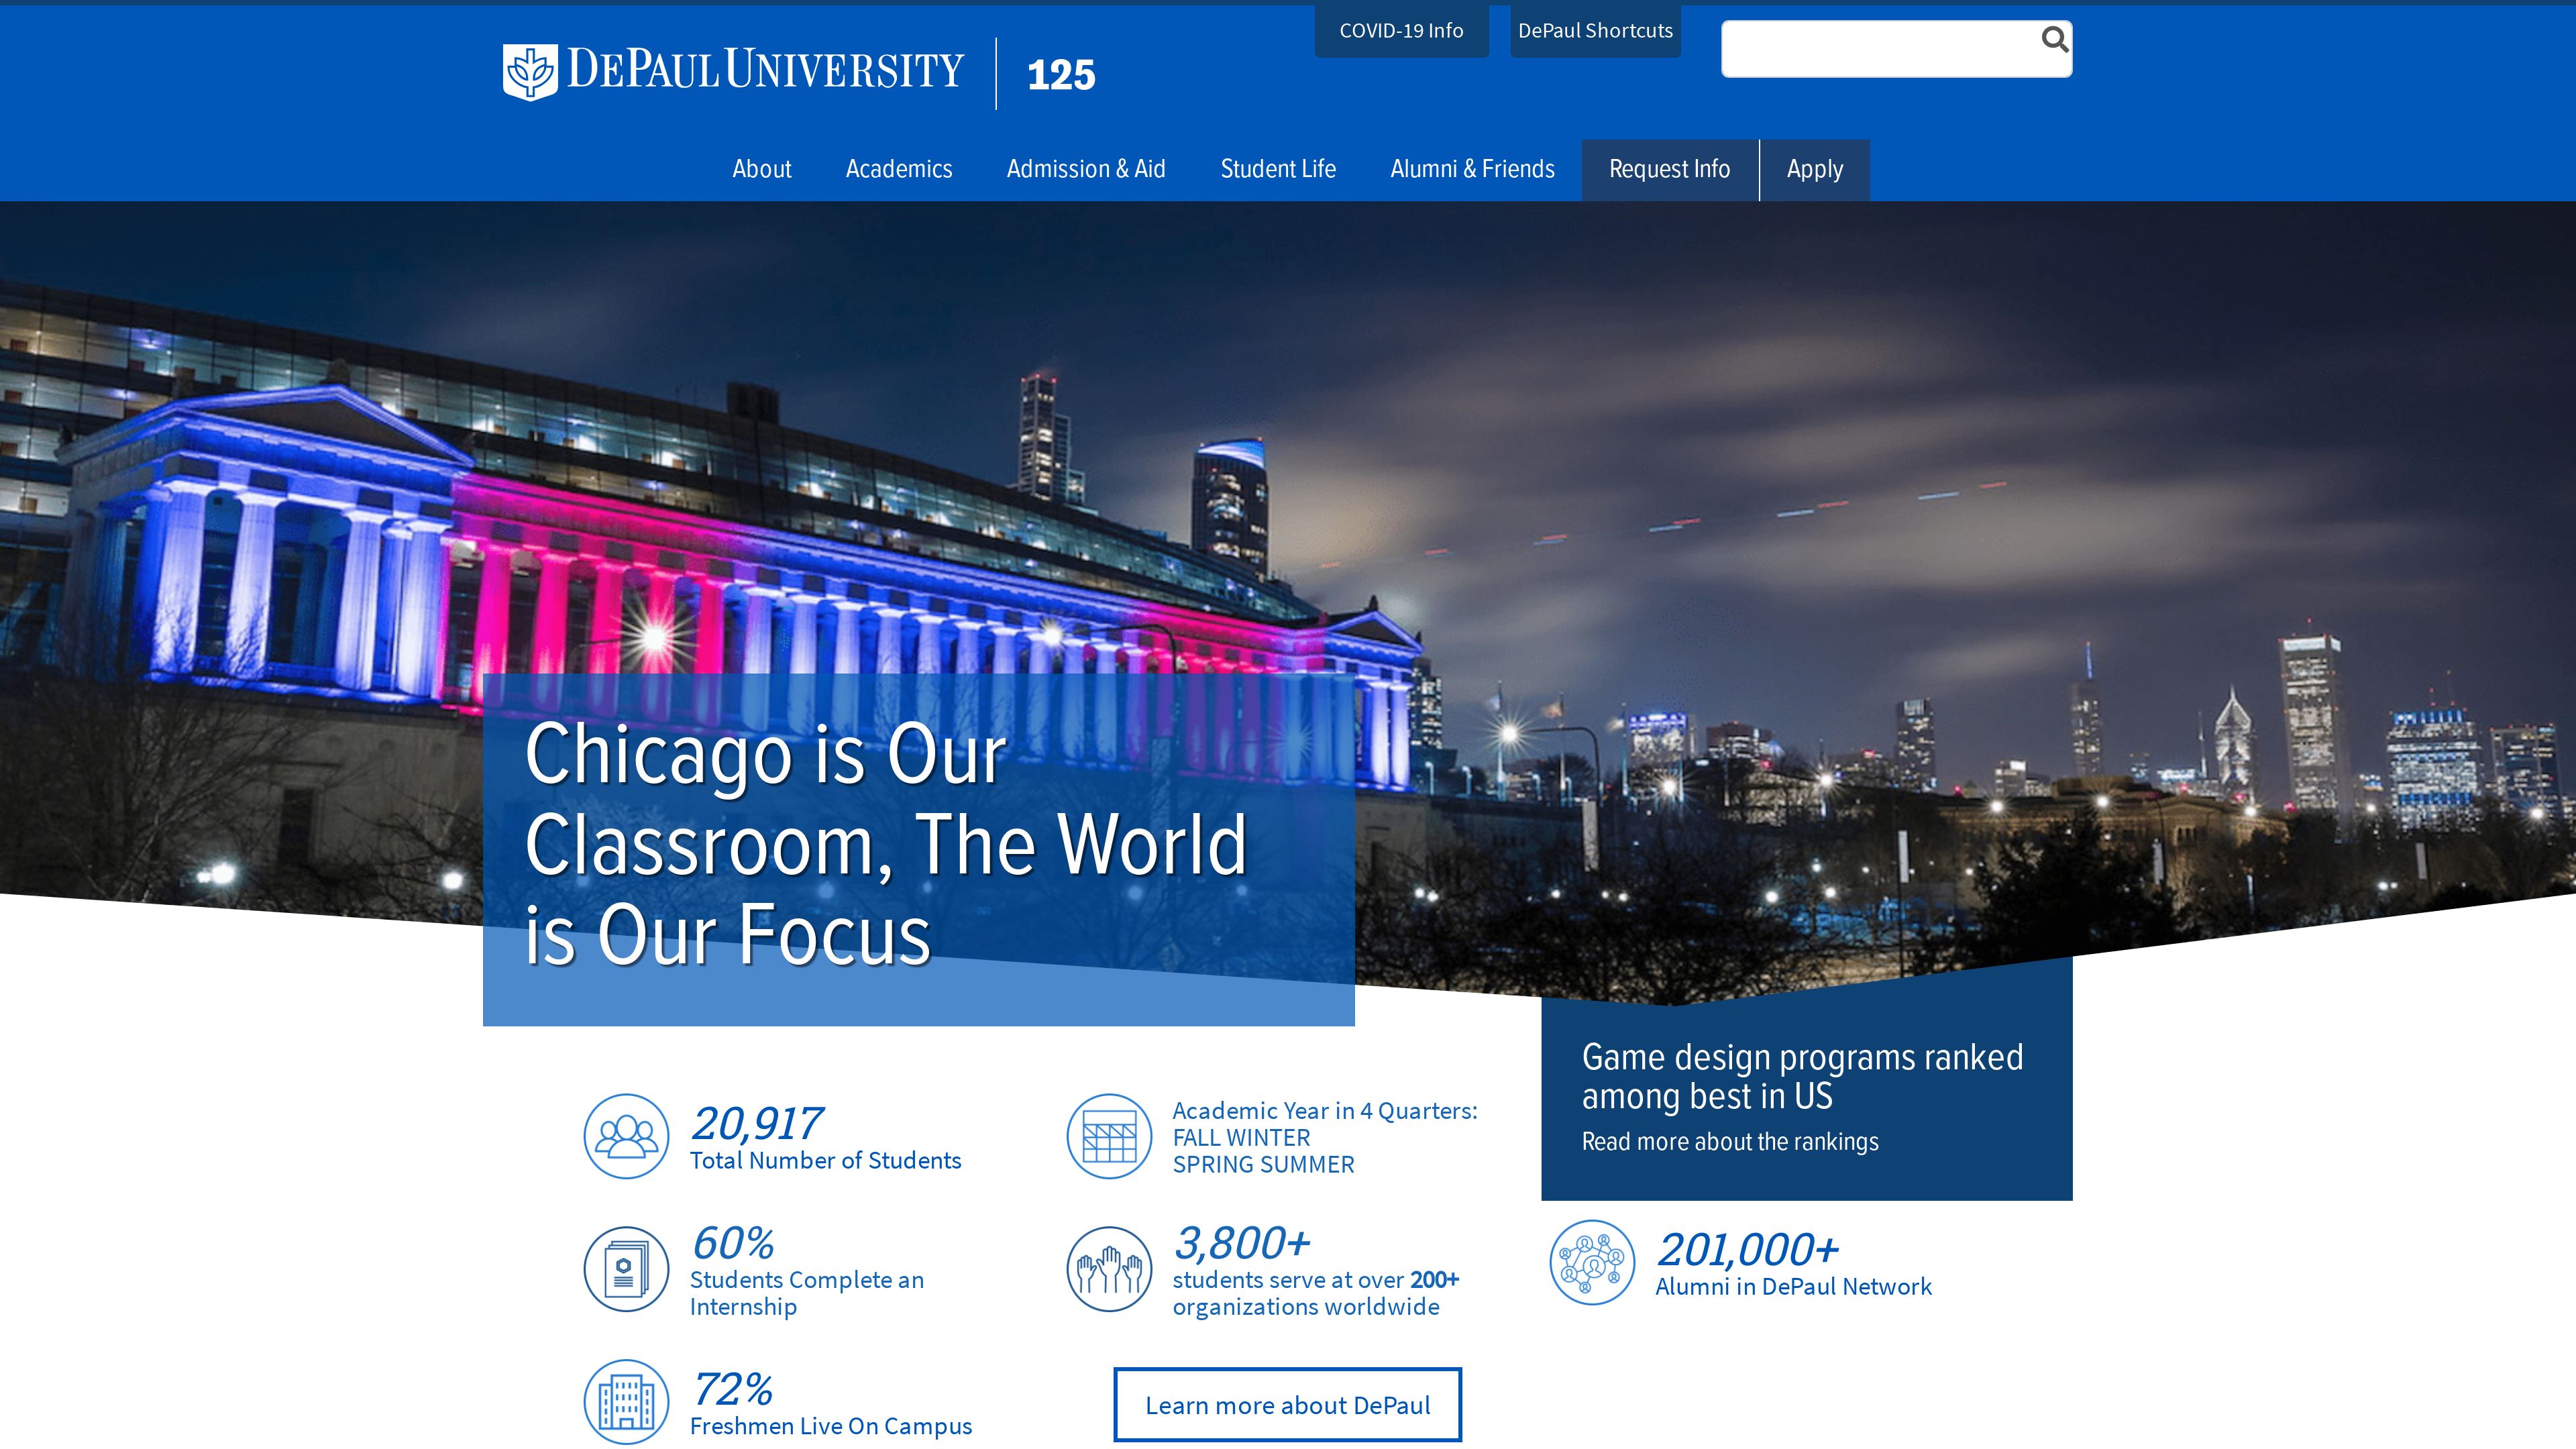 COVID-19 Info
DePaul Shortcuts
DEPAUL UNIVERSITY
125
About
Academics
Admission & Aid
Student Life
Alumni & Friends
Request Info
Apply
Chicago is Our
Classroom, The World
is Our Focus
Game design programs ranked
among best in US
Read more about the rankings
20,917
Total Number of Students
Academic Year in 4 Quarters:
FALL WINTER
SPRING SUMMER
60%
Students Complete an
Internship
3,800+
students serve at over 200+
organizations worldwide
201,000+
Alumni in DePaul Network
72%
Freshmen Live On Campus
Learn more about DePaul